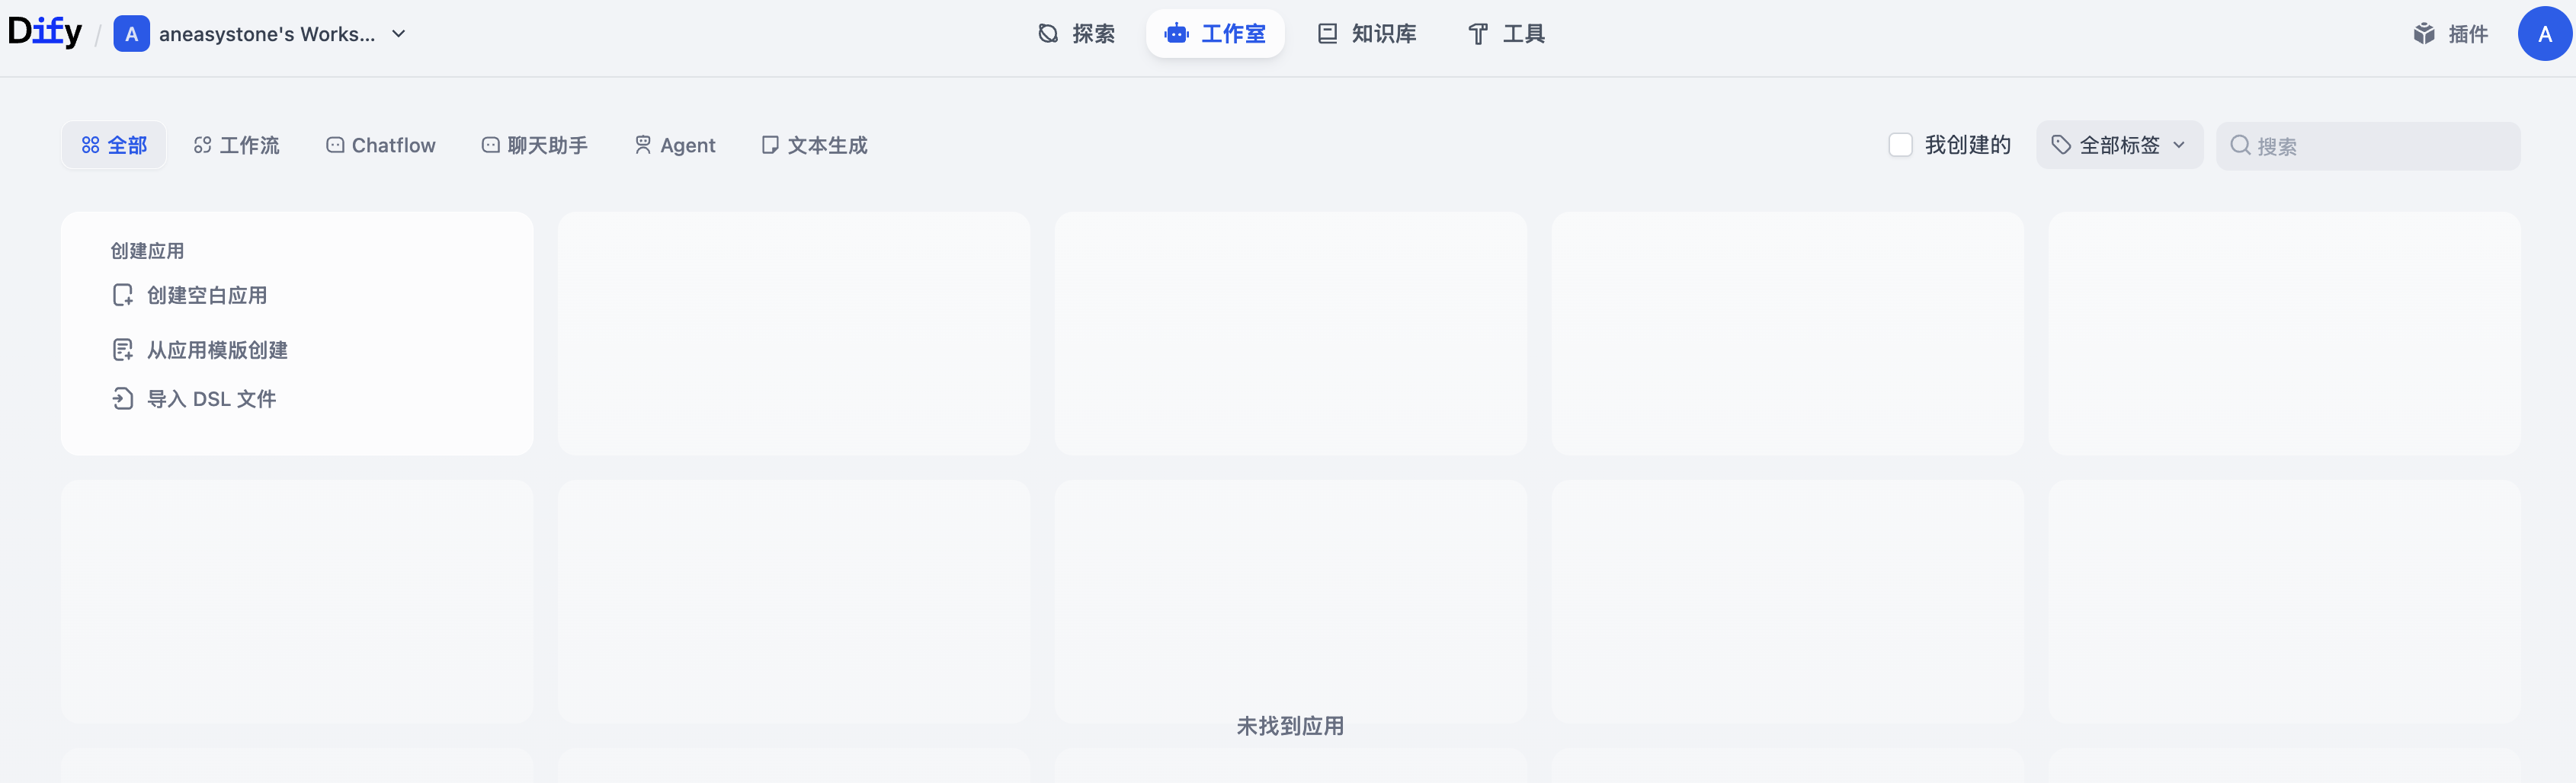 Dify / A aneasystone's Works... 探索 工作室 知识库 工具 插件 A
全部 工作流 Chatflow 聊天助手 Agent 文本生成 我创建的 全部标签 搜索
创建应用
创建空白应用
从应用模版创建
导入 DSL 文件
未找到应用